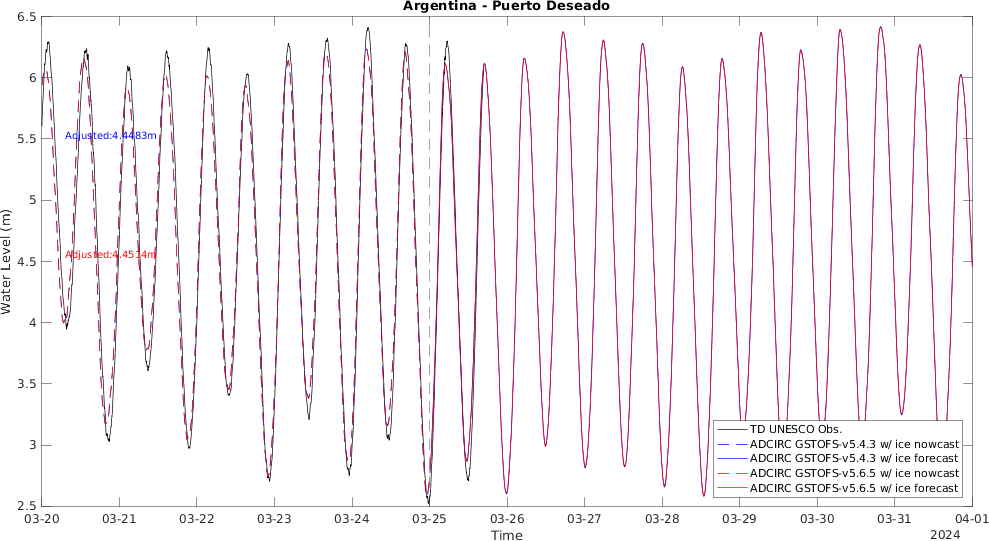 Argentina - Puerto Deseado
6.5
6
5.5
5
4.5
4
3.5
3
2.5
Water Level (m)
Adjusted:4.4483m
Adjusted:4.4514m
TD UNESCO Obs.
ADCIRC GSTOFS-v5.4.3 w/ ice nowcast
ADCIRC GSTOFS-v5.4.3 w/ ice forecast
ADCIRC GSTOFS-v5.6.5 w/ ice nowcast
ADCIRC GSTOFS-v5.6.5 w/ ice forecast
03-20 03-21 03-22 03-23 03-24 03-25 03-26 03-27 03-28 03-29 03-30 03-31 04-01
Time
2024